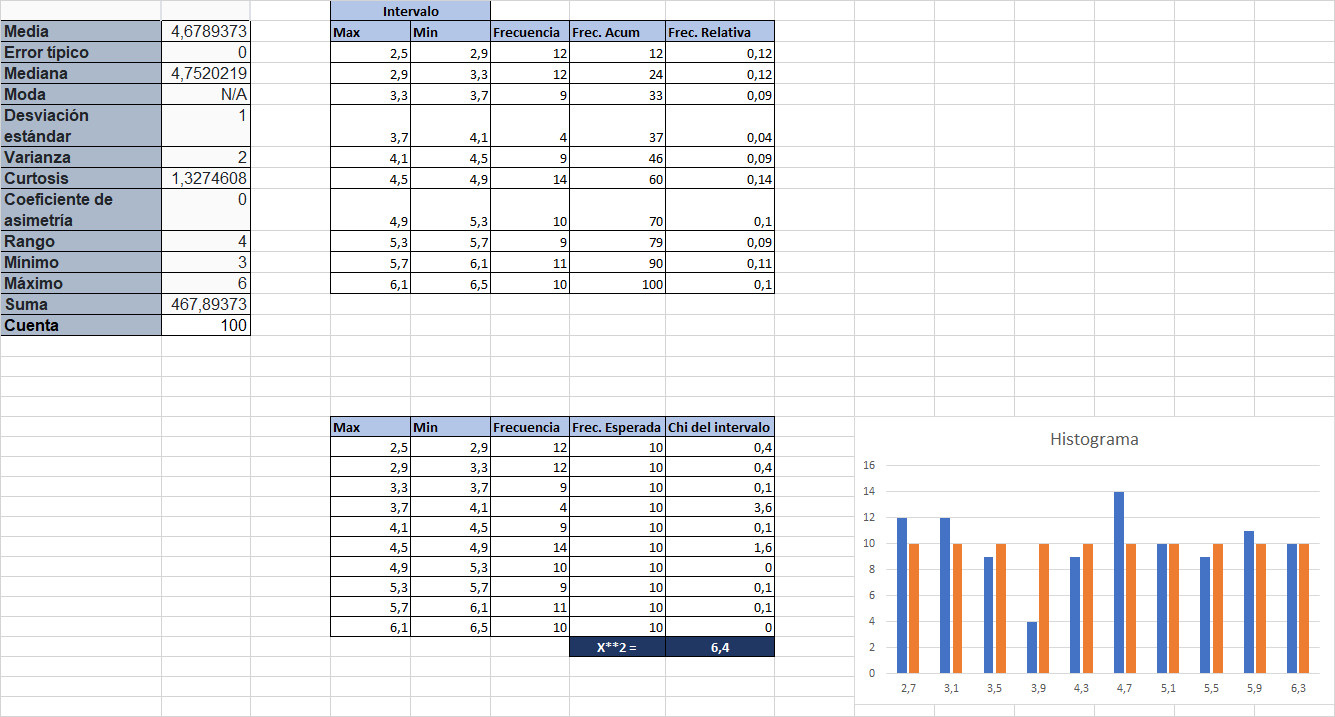 Media 4,6789373
Error típico 0
Mediana 4,7520219
Moda N/A
Desviación estándar 1
Varianza 2
Curtosis 1,3274608
Coeficiente de asimetría 0
Rango 4
Mínimo 3
Máximo 6
Suma 467,89373
Cuenta 100
Intervalo
Max Min Frecuencia Frec. Acum Frec. Relativa
2,5 2,9 12 12 0,12
2,9 3,3 12 24 0,12
3,3 3,7 9 33 0,09
3,7 4,1 4 37 0,04
4,1 4,5 9 46 0,09
4,5 4,9 14 60 0,14
4,9 5,3 10 70 0,1
5,3 5,7 9 79 0,09
5,7 6,1 11 90 0,11
6,1 6,5 10 100 0,1
Max Min Frecuencia Frec. Esperada Chi del intervalo
2,5 2,9 12 10 0,4
2,9 3,3 12 10 0,4
3,3 3,7 9 10 0,1
3,7 4,1 4 10 3,6
4,1 4,5 9 10 0,1
4,5 4,9 14 10 1,6
4,9 5,3 10 10 0
5,3 5,7 9 10 0,1
5,7 6,1 11 10 0,1
6,1 6,5 10 10 0
X**2 = 6,4
Histograma
16
14
12
10
8
6
4
2
0
2,7 3,1 3,5 3,9 4,3 4,7 5,1 5,5 5,9 6,3